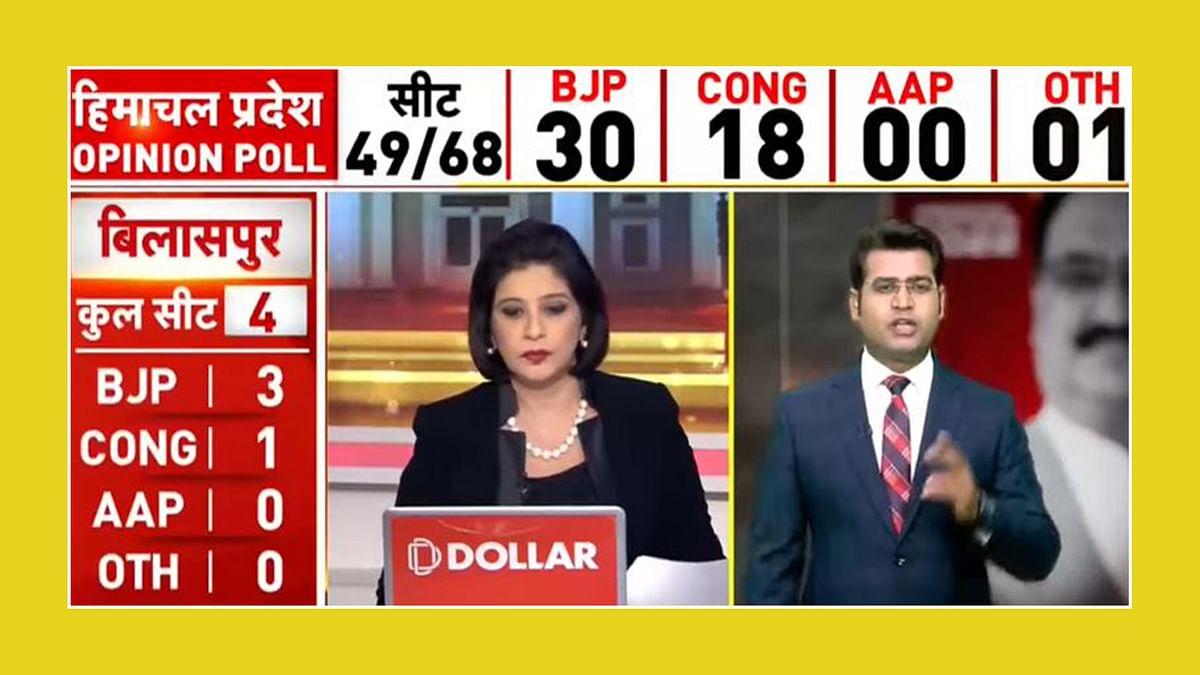 हिमाचल प्रदेश
OPINION POLL
सीट
49/68
BJP
30
CONG
18
AAP
00
OTH
01
बिलासपुर
कुल सीट 4
BJP | 3
CONG | 1
AAP | 0
OTH | 0
DOLLAR